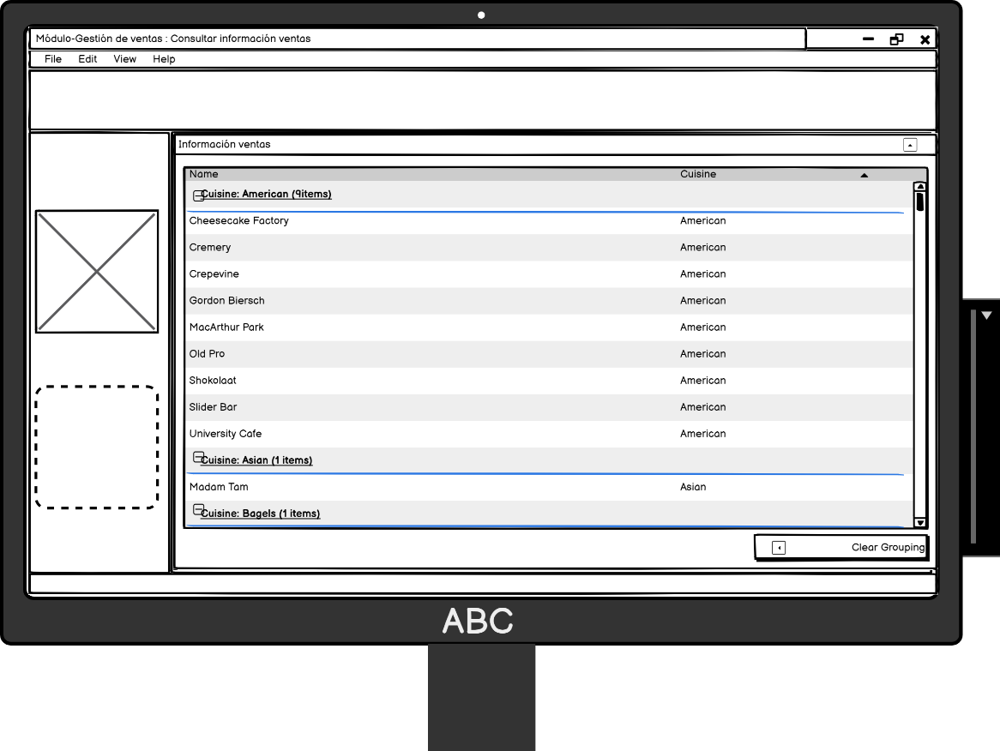 Módulo-Gestión de ventas : Consultar información ventas
File Edit View Help
Información ventas
Name Cuisine
Cuisine: American (9items)
Cheesecake Factory American
Cremery American
Crepevine American
Gordon Biersch American
MacArthur Park American
Old Pro American
Shokolaat American
Slider Bar American
University Cafe American
Cuisine: Asian (1 items)
Madam Tam Asian
Cuisine: Bagels (1 items)
Clear Grouping
ABC